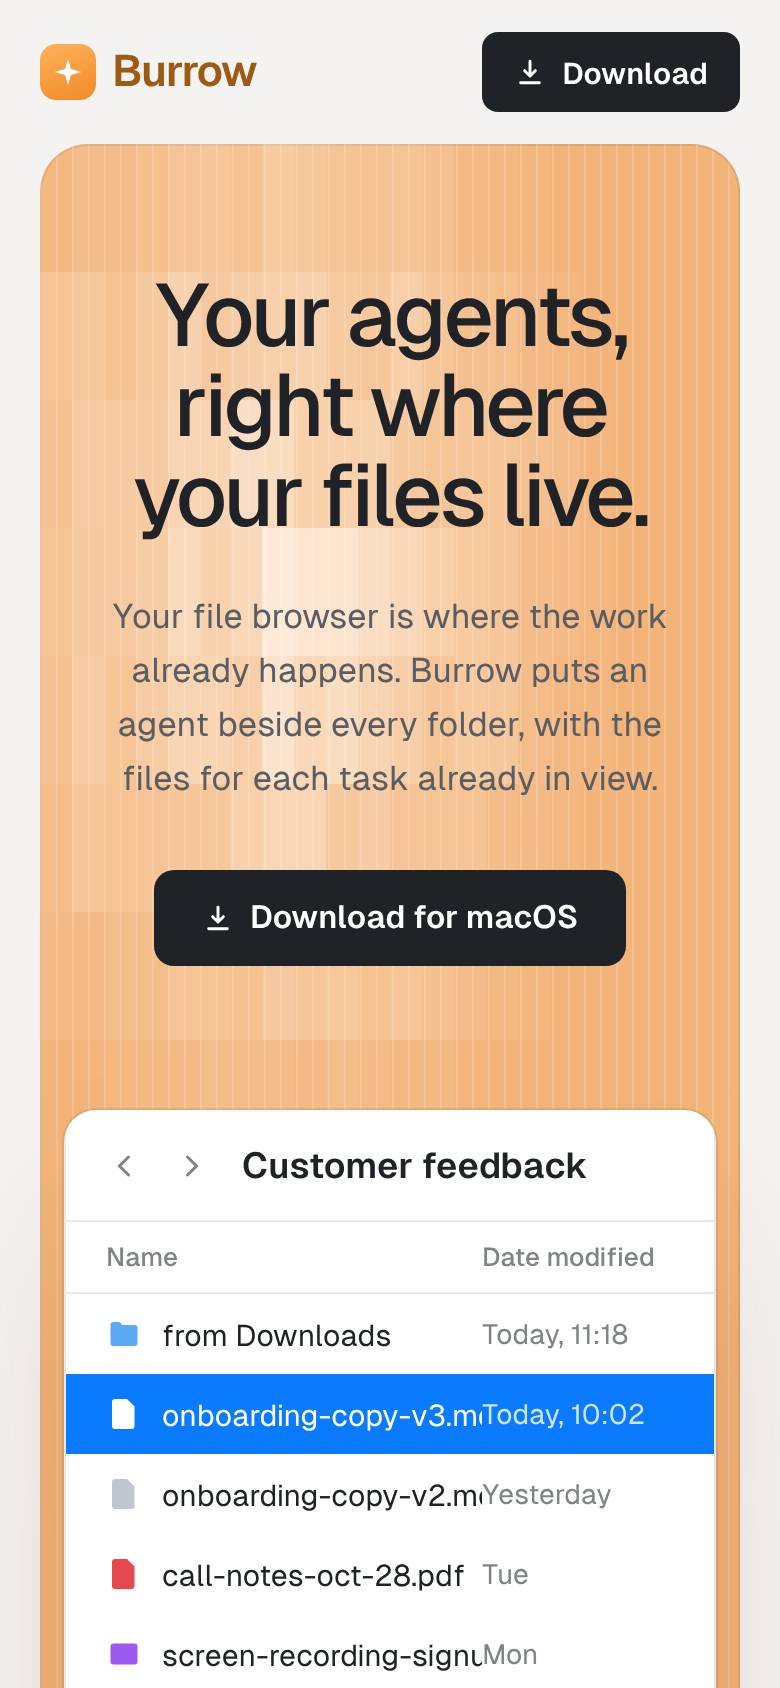 Burrow
Download
Your agents,
right where
your files live.
Your file browser is where the work
already happens. Burrow puts an
agent beside every folder, with the
files for each task already in view.
Download for macOS
Customer feedback
Name Date modified
from Downloads Today, 11:18
onboarding-copy-v3.m Today, 10:02
onboarding-copy-v2.m Yesterday
call-notes-oct-28.pdf Tue
screen-recording-sign Mon